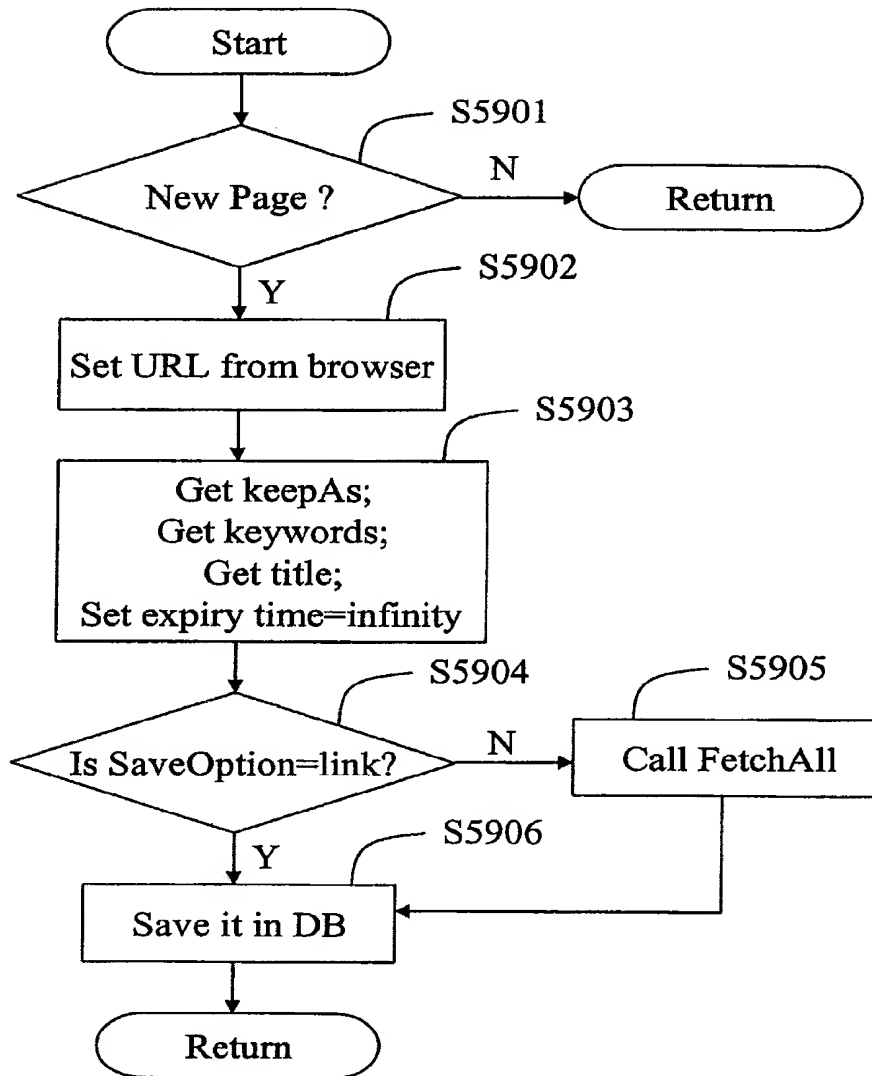 Start
S5901
New Page ?
N
Return
S5902
Y
Set URL from browser
S5903
Get keepAs;
Get keywords;
Get title;
Set expiry time=infinity
S5904
S5905
Is SaveOption=link?
N
Call FetchAll
S5906
Y
Save it in DB
Return